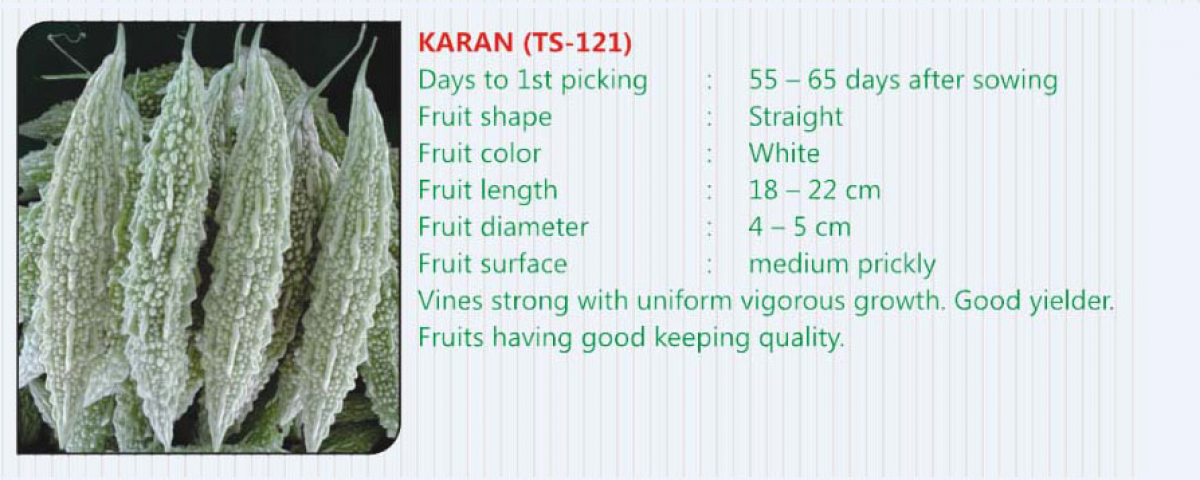 KARAN (TS-121)
Days to 1st picking : 55 – 65 days after sowing
Fruit shape : Straight
Fruit color : White
Fruit length : 18 – 22 cm
Fruit diameter : 4 – 5 cm
Fruit surface : medium prickly
Vines strong with uniform vigorous growth. Good yielder.
Fruits having good keeping quality.